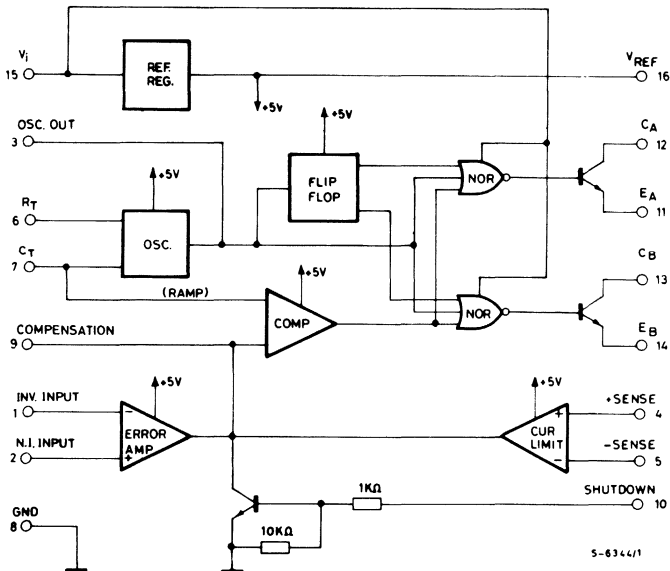 Vi
15
REF.
REG.
+5V
VREF
16
OSC. OUT
3
+5V
CA
12
FLIP
FLOP
NOR
EA
11
RT
6
+5V
OSC.
CT
7
(RAMP)
+5V
COMP
NOR
CB
13
EB
14
COMPENSATION
9
INV. INPUT
1
+5V
−
ERROR
AMP
+
N.I. INPUT
2
+5V
+
CUR
LIMIT
−
+SENSE
4
−SENSE
5
SHUTDOWN
10
1KΩ
10KΩ
GND
8
S-6344/1